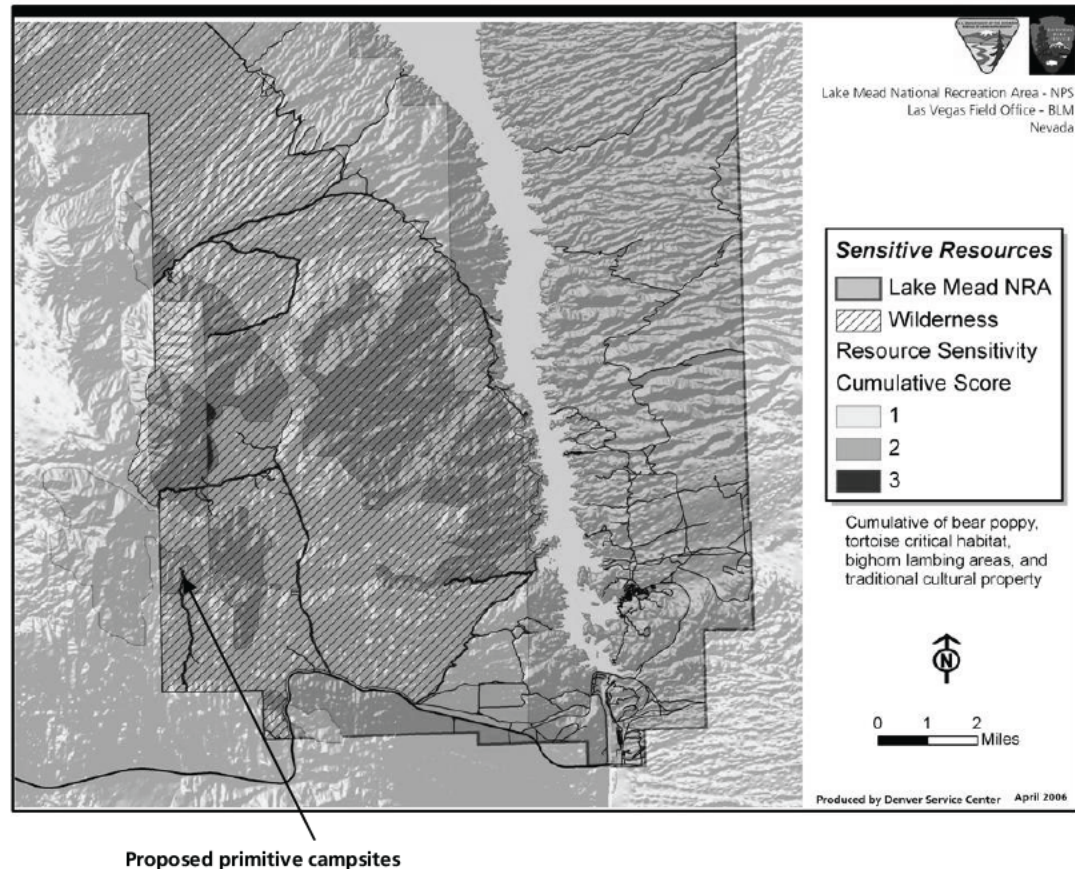 Lake Mead National Recreation Area - NPS
Las Vegas Field Office - BLM
Nevada
Sensitive Resources
Lake Mead NRA
Wilderness
Resource Sensitivity
Cumulative Score
1
2
3
Cumulative of bear poppy,
tortoise critical habitat,
bighorn lambing areas, and
traditional cultural property
N
0 1 2
Miles
Produced by Denver Service Center April 2006
Proposed primitive campsites